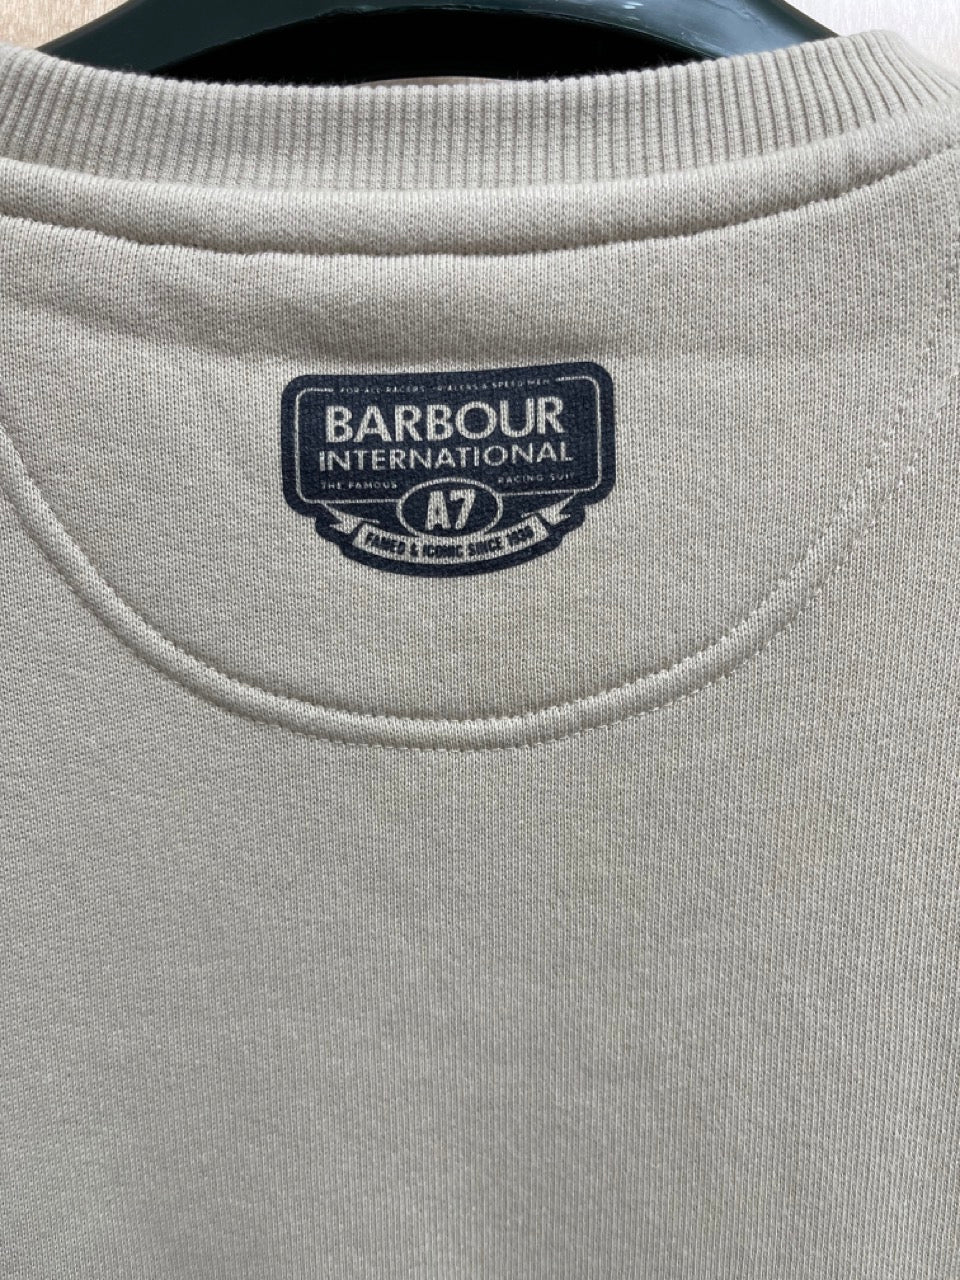 FOR ALL RACERS RIDERS & SPEED MEN
BARBOUR
INTERNATIONAL
THE FAMOUS RACING SUIT
A7
FAMED & ICONIC SINCE 1936